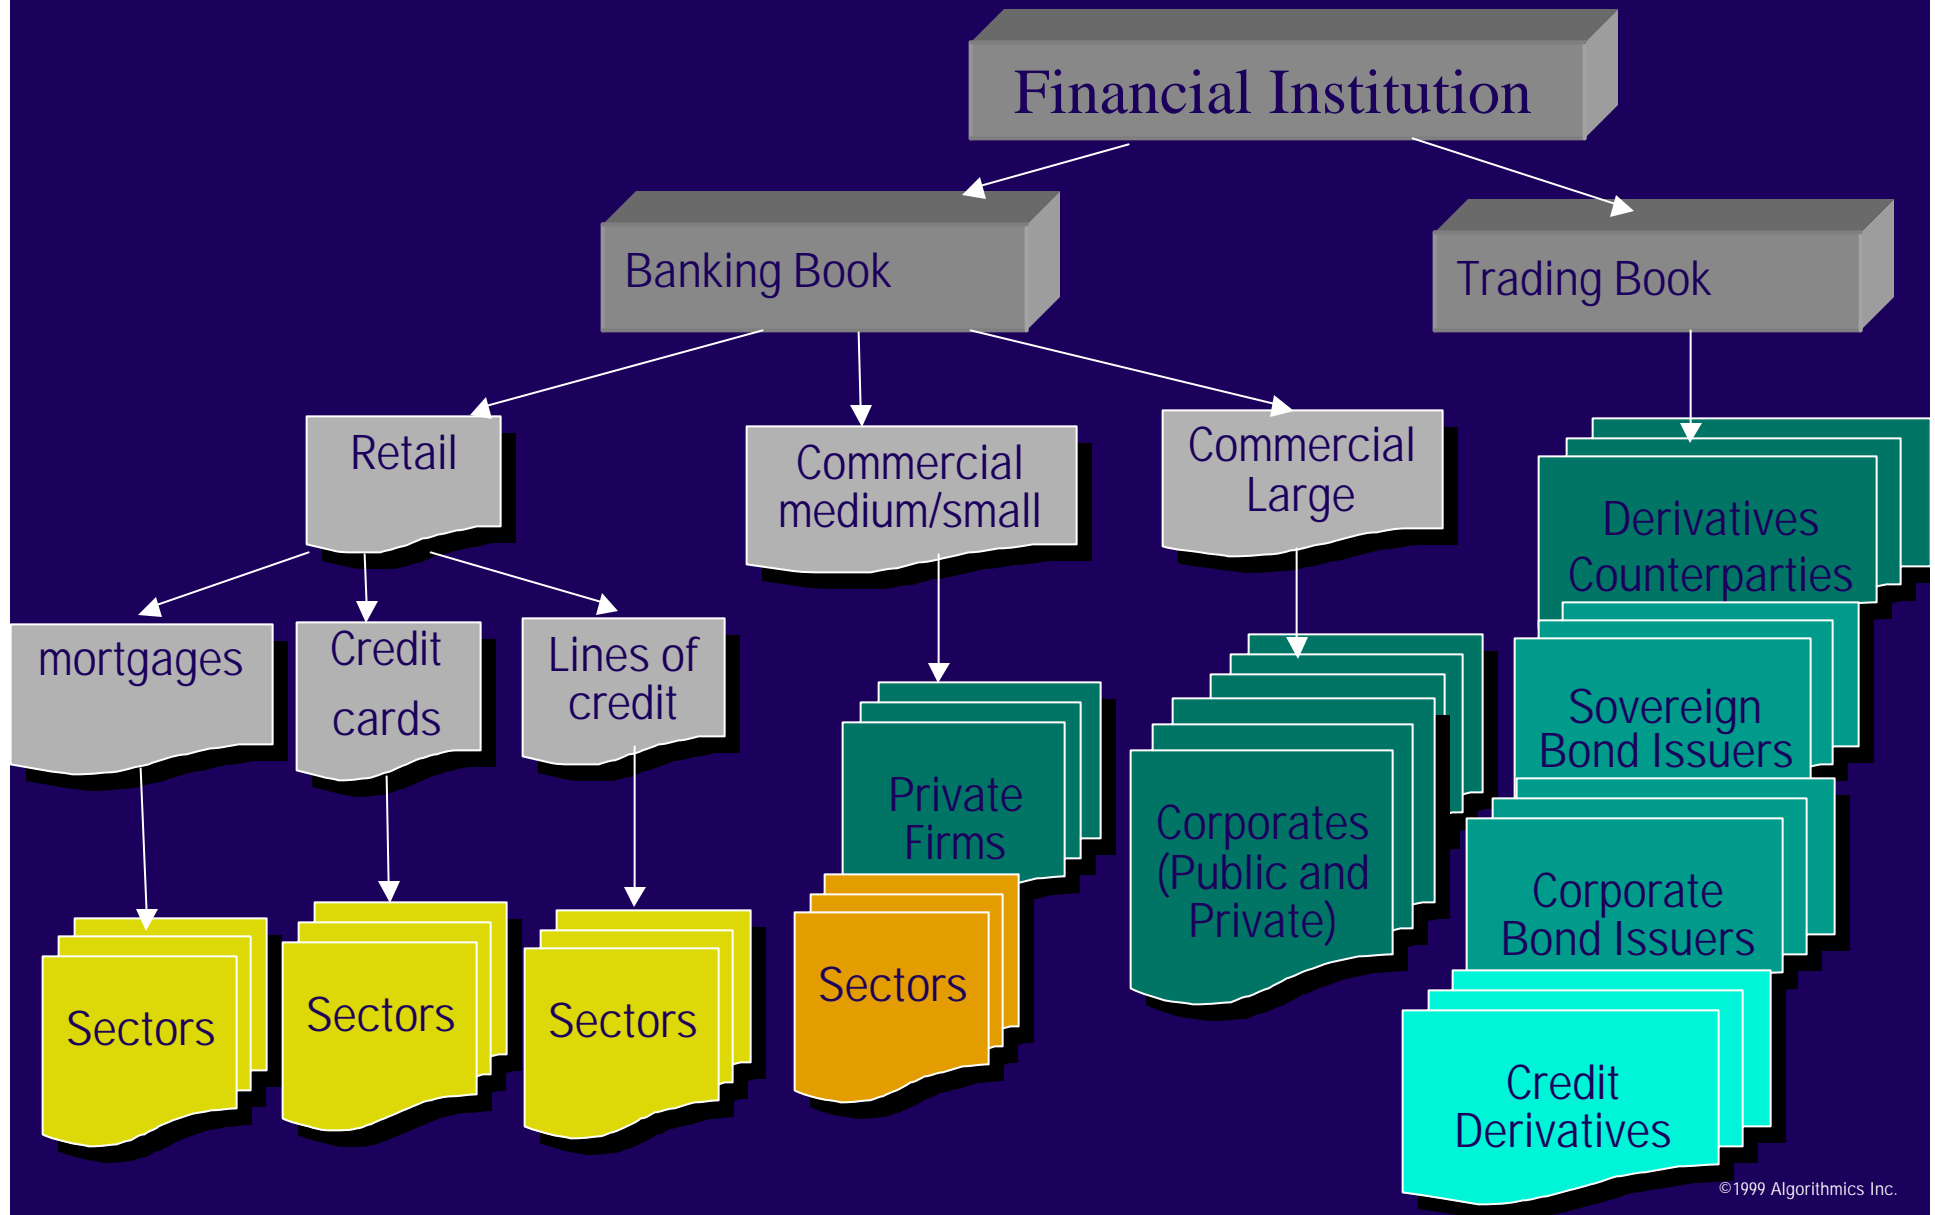 Financial Institution
Banking Book
Trading Book
Retail
Commercial
medium/small
Commercial
Large
Derivatives
Counterparties
mortgages
Credit
cards
Lines of
credit
Private
Firms
Corporates
(Public and
Private)
Sovereign
Bond Issuers
Corporate
Bond Issuers
Sectors
Sectors
Sectors
Sectors
Credit
Derivatives
©1999 Algorithmics Inc.